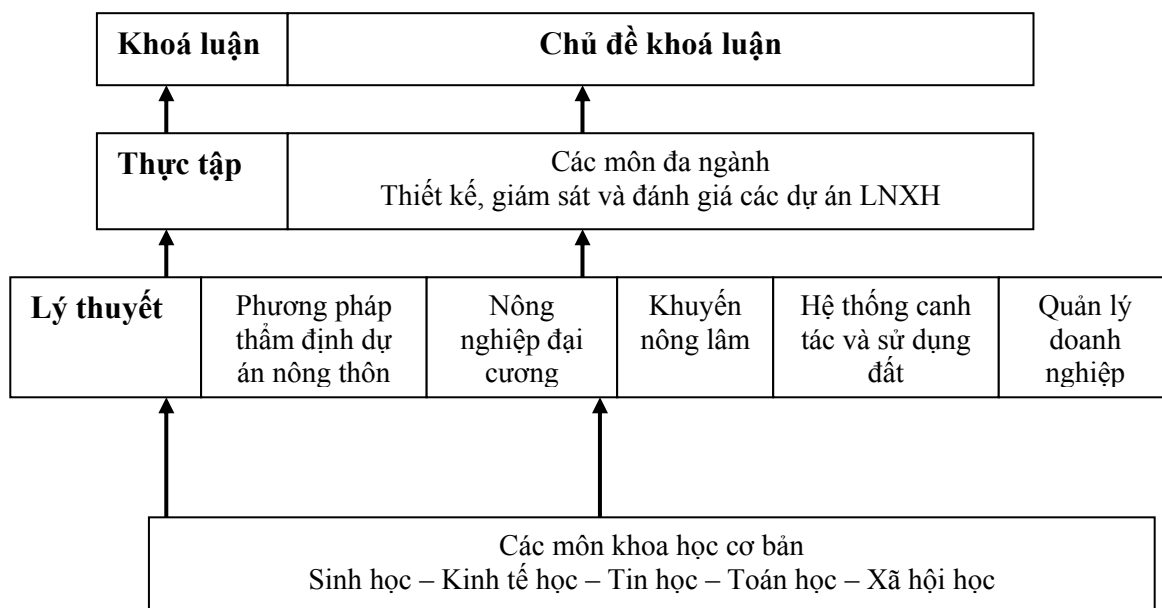 Khoá luận
Chủ đề khoá luận
Thực tập
Các môn đa ngành
Thiết kế, giám sát và đánh giá các dự án LNXH
Lý thuyết
Phương pháp
thẩm định dự
án nông thôn
Nông
nghiệp đại
cương
Khuyến
nông lâm
Hệ thống canh
tác và sử dụng
đất
Quản lý
doanh
nghiệp
Các môn khoa học cơ bản
Sinh học – Kinh tế học – Tin học – Toán học – Xã hội học